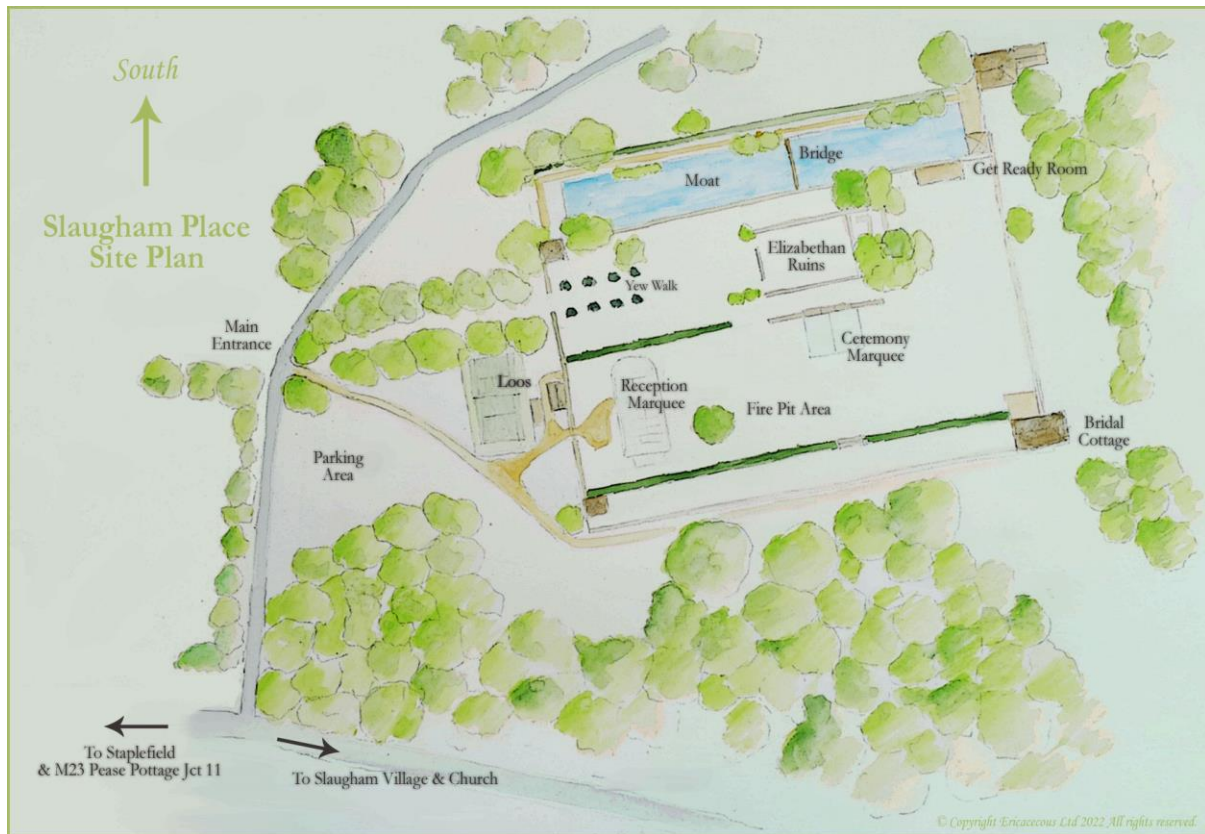 South
Slaugham Place
Site Plan
Bridge
Moat
Get Ready Room
Elizabethan
Ruins
Yew Walk
Main
Entrance
Ceremony
Marquee
Loos
Reception
Marquee
Fire Pit Area
Bridal
Cottage
Parking
Area
To Staplefield
& M23 Pease Pottage Jct 11
To Slaugham Village & Church
© Copyright Ericacecous Ltd 2022 All rights reserved.